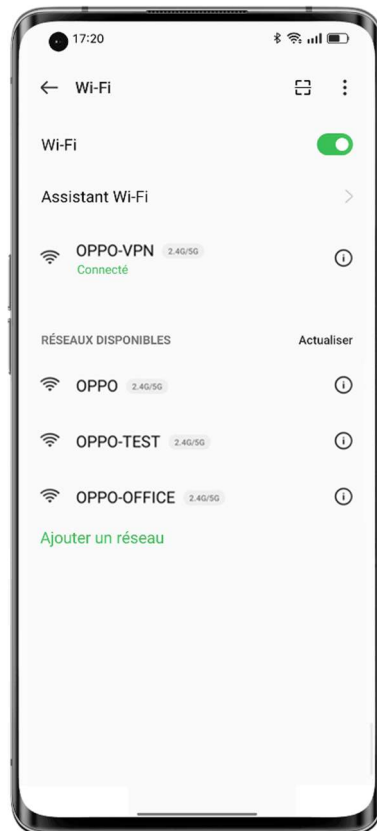 17:20
Wi-Fi
Wi-Fi
Assistant Wi-Fi
OPPO-VPN 2.4G/5G
Connecté
RÉSEAUX DISPONIBLES Actualiser
OPPO 2.4G/5G
OPPO-TEST 2.4G/5G
OPPO-OFFICE 2.4G/5G
Ajouter un réseau